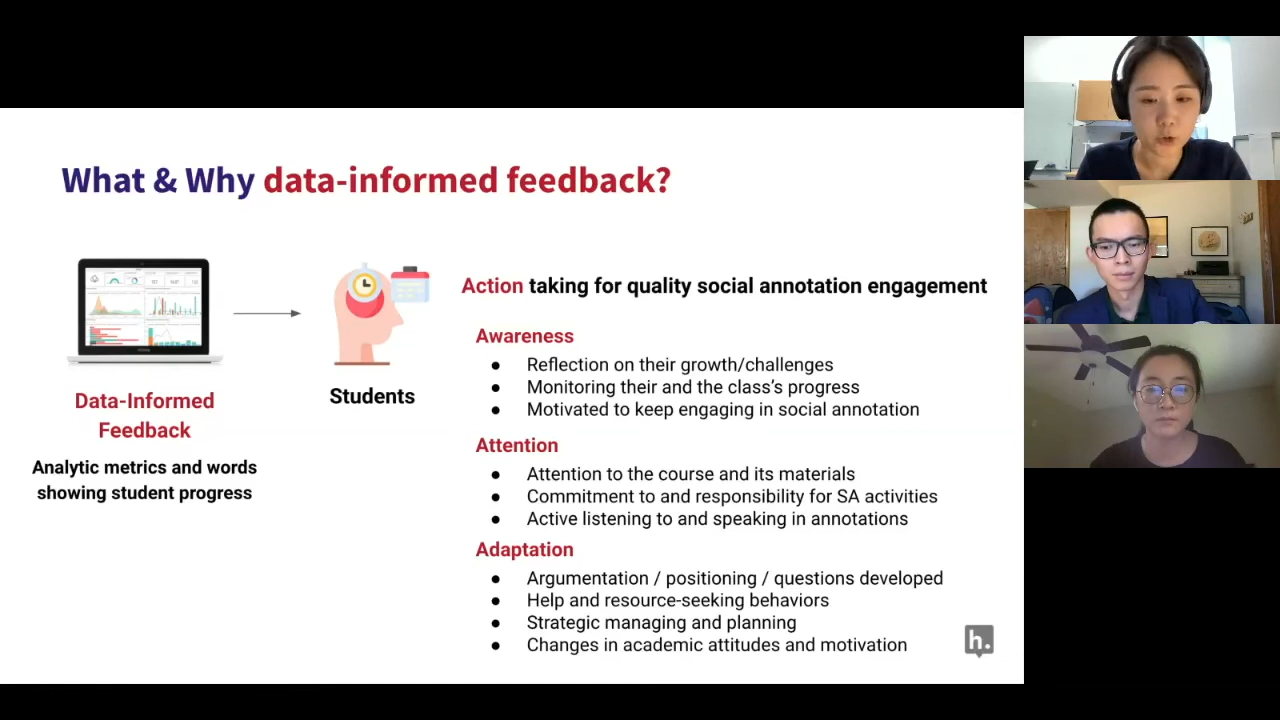 What & Why data-informed feedback?
Data-Informed
Feedback
Analytic metrics and words
showing student progress
Students
Action taking for quality social annotation engagement
Awareness
● Reflection on their growth/challenges
● Monitoring their and the class's progress
● Motivated to keep engaging in social annotation
Attention
● Attention to the course and its materials
● Commitment to and responsibility for SA activities
● Active listening to and speaking in annotations
Adaptation
● Argumentation / positioning / questions developed
● Help and resource-seeking behaviors
● Strategic managing and planning
● Changes in academic attitudes and motivation
h.